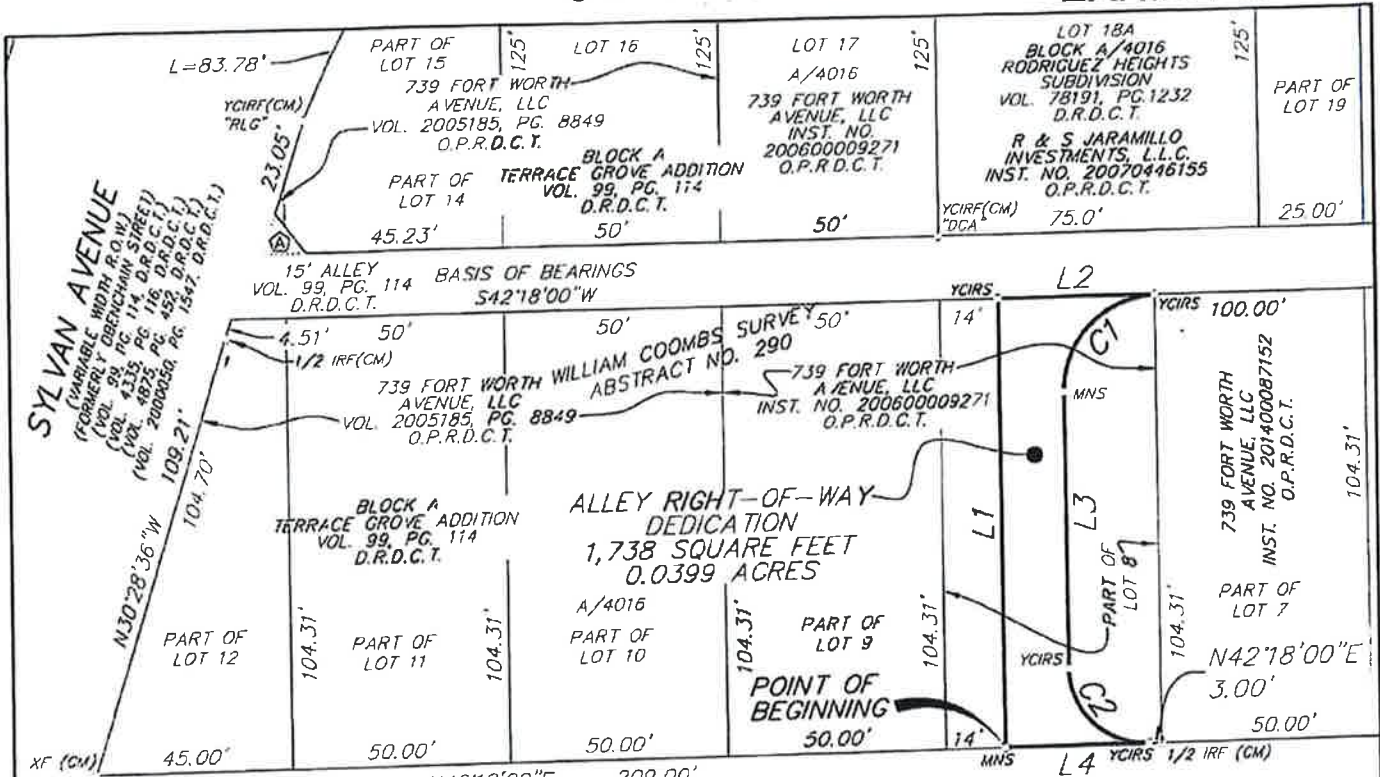 L=83.78'
YCIRF(CM)
"RLG"
23.05'
PART OF
LOT 15
125'
LOT 16
125'
739 FORT WORTH
AVENUE, LLC
VOL. 2005185, PG. 8849
O.P.R.D.C.T.
PART OF
LOT 14
BLOCK A
TERRACE GROVE ADDITION
VOL. 99, PG. 114
D.R.D.C.T.
45.23'
50'
LOT 17
A/4016
125'
739 FORT WORTH
AVENUE, LLC
INST. NO.
200600009271
O.P.R.D.C.T.
50'
LOT 18A
BLOCK A/4016
RODRIGUEZ HEIGHTS
SUBDIVISION
VOL. 78191, PG.1232
D.R.D.C.T.
125'
R & S JARAMILLO
INVESTMENTS, L.L.C.
INST. NO. 20070446155
O.P.R.D.C.T.
YCIRF(CM)
"DCA
75.0'
PART OF
LOT 19
25.00'
SYLVAN AVENUE
(VARIABLE WIDTH R.O.W.)
(FORMERLY OBENCHAIN STREET)
(VOL. 99, PG. 114, D.R.D.C.T.)
(VOL. 4335, PG. 116, D.R.D.C.T.)
(VOL. 4875, PG. 452, D.R.D.C.T.)
(VOL. 2000050, PG. 1547, D.R.D.C.T.)
A
15' ALLEY
VOL. 99, PG. 114
D.R.D.C.T.
BASIS OF BEARINGS
S42°18'00"W
4.51'
1/2 IRF(CM)
50'
50'
50'
14'
YCIRS
L2
YCIRS
100.00'
WILLIAM COOMBS SURVEY
ABSTRACT NO. 290
739 FORT WORTH
AVENUE, LLC
VOL. 2005185, PG. 8849
O.P.R.D.C.T.
739 FORT WORTH
AVENUE, LLC
INST. NO. 200600009271
O.P.R.D.C.T.
C1
MNS
739 FORT WORTH
AVENUE, LLC
INST. NO. 201400087152
O.P.R.D.C.T.
104.31'
109.21'
104.70'
N30°28'36"W
BLOCK A
TERRACE GROVE ADDITION
VOL. 99, PG. 114
D.R.D.C.T.
ALLEY RIGHT-OF-WAY
DEDICATION
1,738 SQUARE FEET
0.0399 ACRES
L1
L3
PART OF
LOT 8
PART OF
LOT 12
104.31'
PART OF
LOT 11
104.31'
A/4016
PART OF
LOT 10
104.31'
PART OF
LOT 9
104.31'
YCIRS
C2
104.31'
PART OF
LOT 7
N42°18'00"E
3.00'
POINT OF
BEGINNING
XF (CM)
45.00'
50.00'
50.00'
50.00'
14'
MNS
L4
YCIRS
1/2 IRF (CM)
50.00'
209.00'